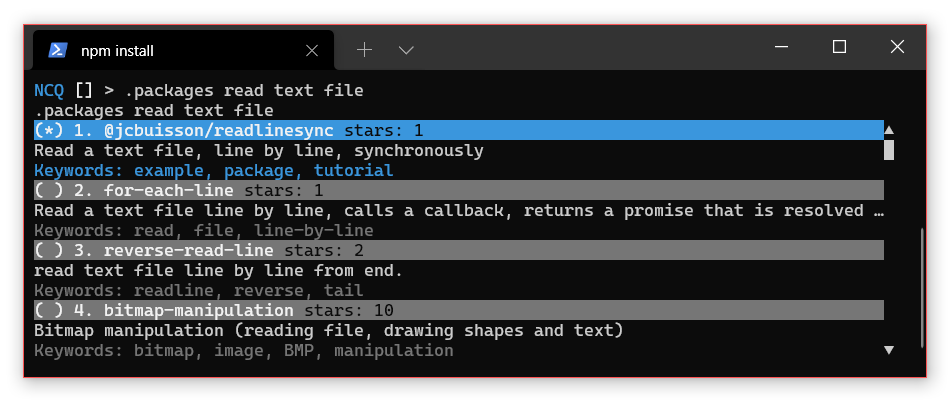 npm install
NCQ [] > .packages read text file
.packages read text file
(*) 1. @jcbuisson/readlinesync stars: 1
Read a text file, line by line, synchronously
Keywords: example, package, tutorial
( ) 2. for-each-line stars: 1
Read a text file line by line, calls a callback, returns a promise that is resolved …
Keywords: read, file, line-by-line
( ) 3. reverse-read-line stars: 2
read text file line by line from end.
Keywords: readline, reverse, tail
( ) 4. bitmap-manipulation stars: 10
Bitmap manipulation (reading file, drawing shapes and text)
Keywords: bitmap, image, BMP, manipulation